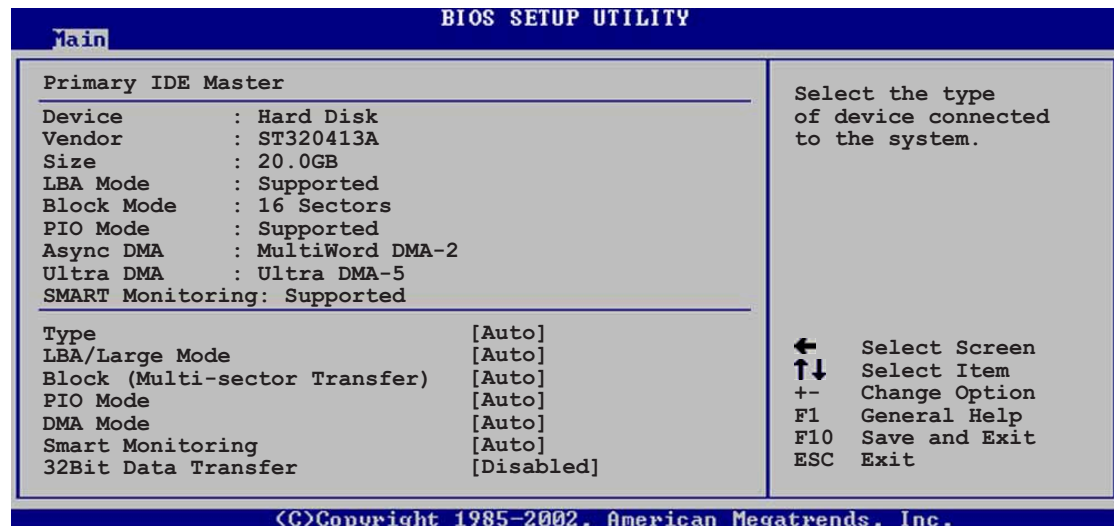 BIOS SETUP UTILITY
Main
Primary IDE Master
Device : Hard Disk
Vendor : ST320413A
Size : 20.0GB
LBA Mode : Supported
Block Mode : 16 Sectors
PIO Mode : Supported
Async DMA : MultiWord DMA-2
Ultra DMA : Ultra DMA-5
SMART Monitoring: Supported
Type [Auto]
LBA/Large Mode [Auto]
Block (Multi-sector Transfer) [Auto]
PIO Mode [Auto]
DMA Mode [Auto]
Smart Monitoring [Auto]
32Bit Data Transfer [Disabled]
Select the type
of device connected
to the system.
← Select Screen
↑↓ Select Item
+- Change Option
F1 General Help
F10 Save and Exit
ESC Exit
(C)Copyright 1985-2002, American Megatrends, Inc.